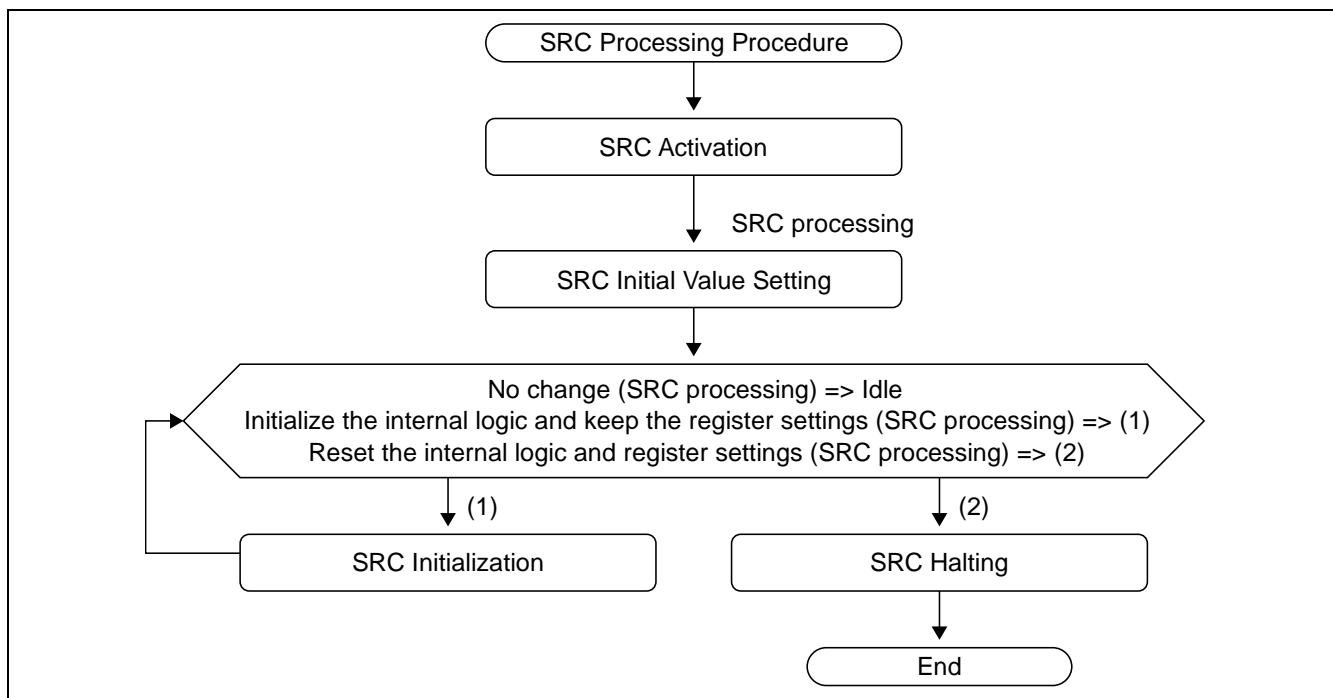 SRC Processing Procedure
SRC Activation
SRC processing
SRC Initial Value Setting
No change (SRC processing) => Idle
Initialize the internal logic and keep the register settings (SRC processing) => (1)
Reset the internal logic and register settings (SRC processing) => (2)
(1)
(2)
SRC Initialization
SRC Halting
End